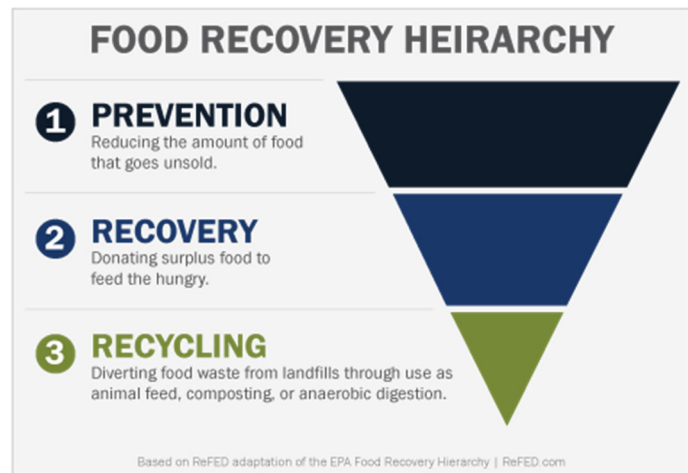 FOOD RECOVERY HEIRARCHY
1 PREVENTION
Reducing the amount of food
that goes unsold.
2 RECOVERY
Donating surplus food to
feed the hungry.
3 RECYCLING
Diverting food waste from landfills through use as
animal feed, composting, or anaerobic digestion.
Based on ReFED adaptation of the EPA Food Recovery Hierarchy | ReFED.com